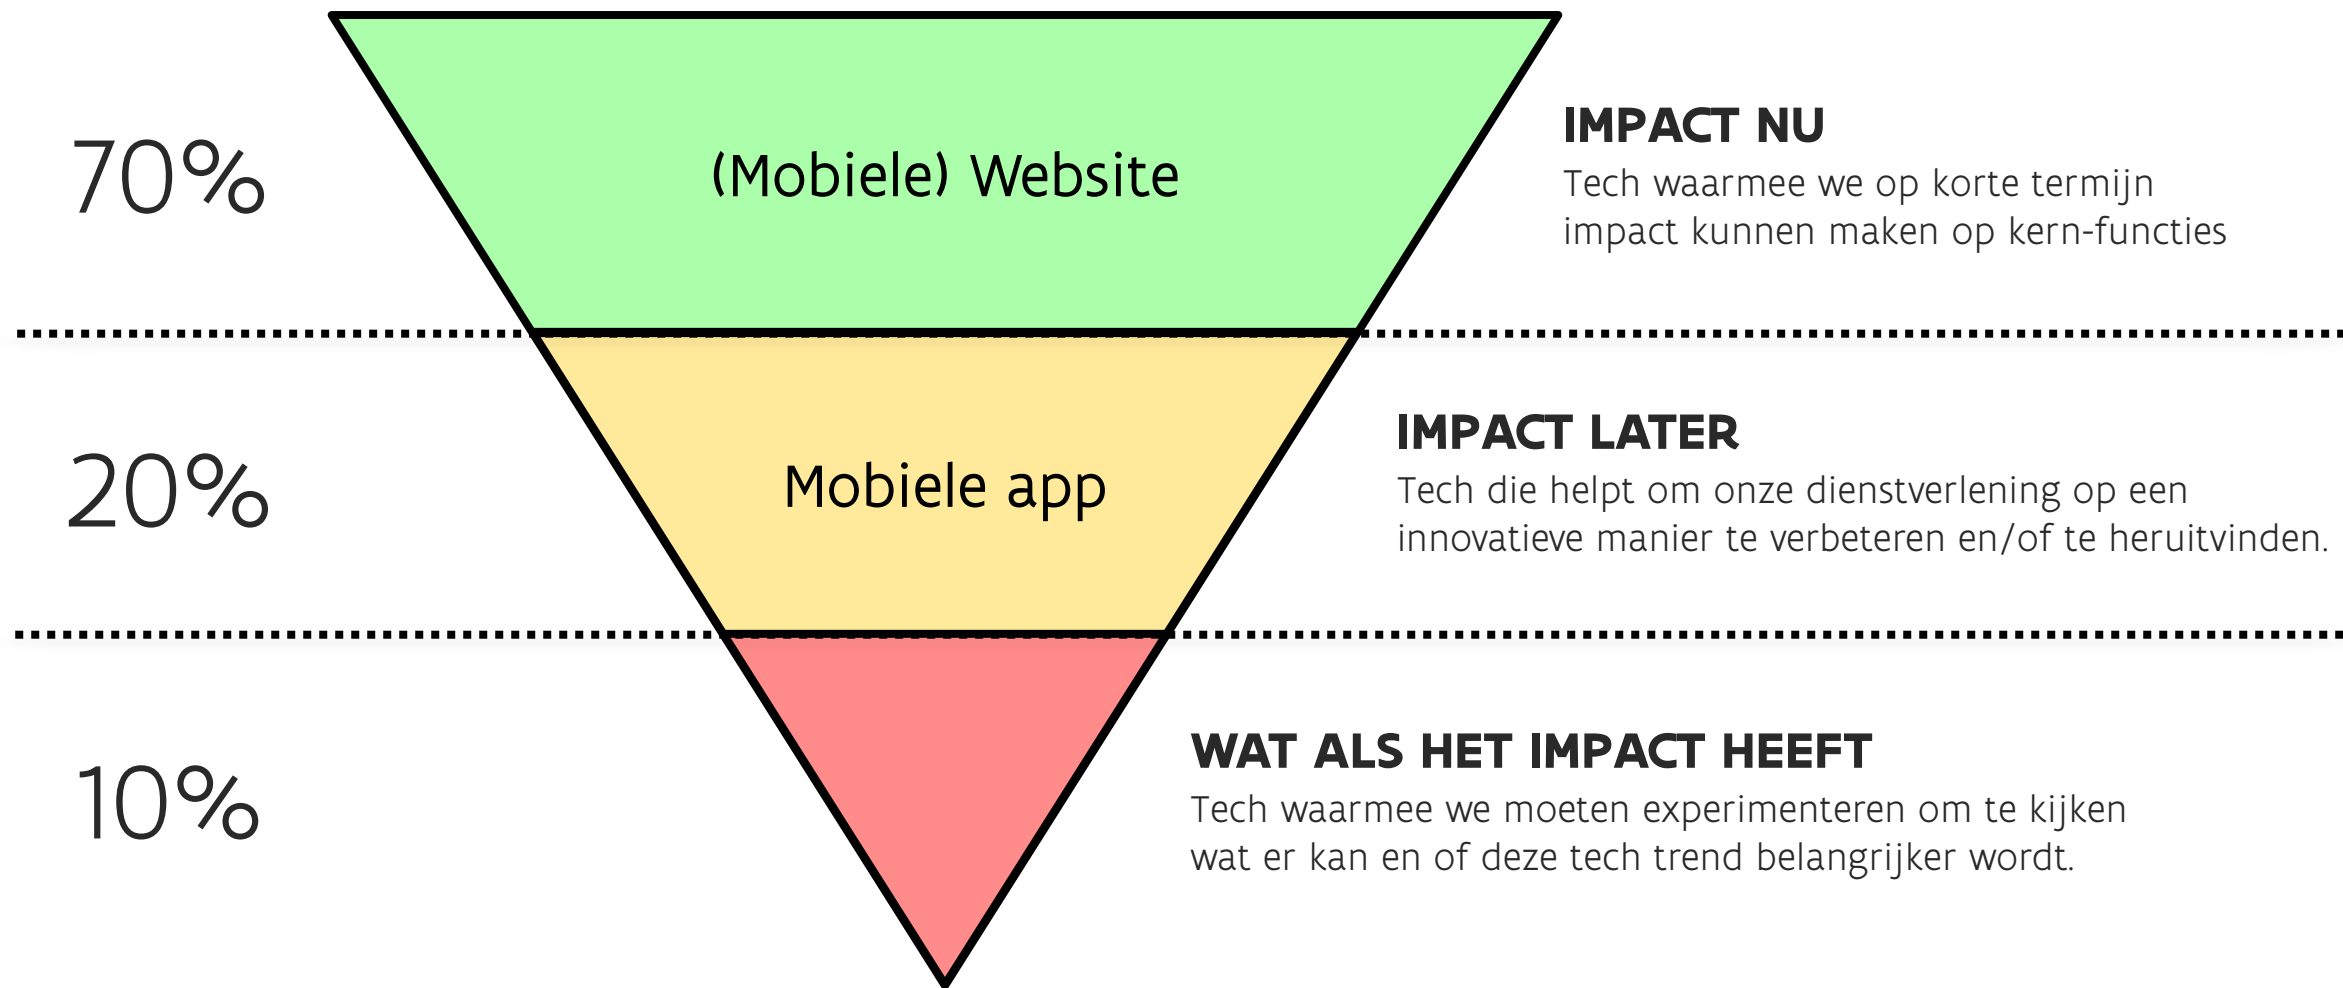 70%
(Mobiele) Website
IMPACT NU
Tech waarmee we op korte termijn
impact kunnen maken op kern-functies
20%
Mobiele app
IMPACT LATER
Tech die helpt om onze dienstverlening op een
innovatieve manier te verbeteren en/of te heruitvinden.
10%
WAT ALS HET IMPACT HEEFT
Tech waarmee we moeten experimenteren om te kijken
wat er kan en of deze tech trend belangrijker wordt.